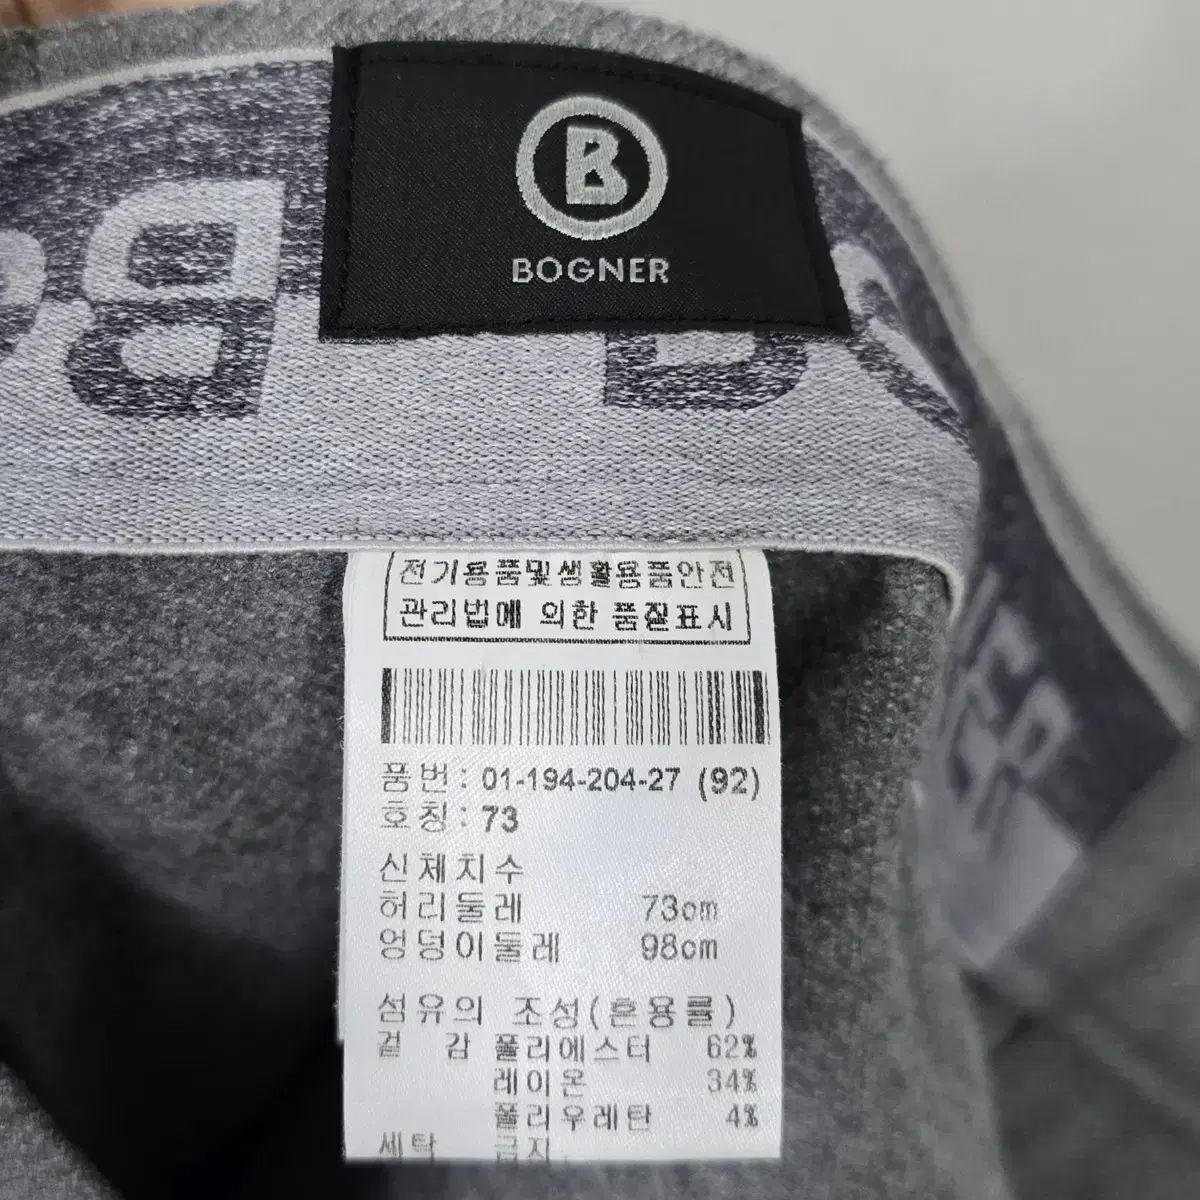 B
BOGNER
전기용품및생활용품안전
관리법에 의한 품질표시
품번: 01-194-204-27 (92)
호칭: 73
신체치수
허리둘레 73cm
엉덩이둘레 98cm
섬유의 조성(혼용률)
겉감 폴리에스터 62%
레이온 34%
폴리우레탄 4%
세탁